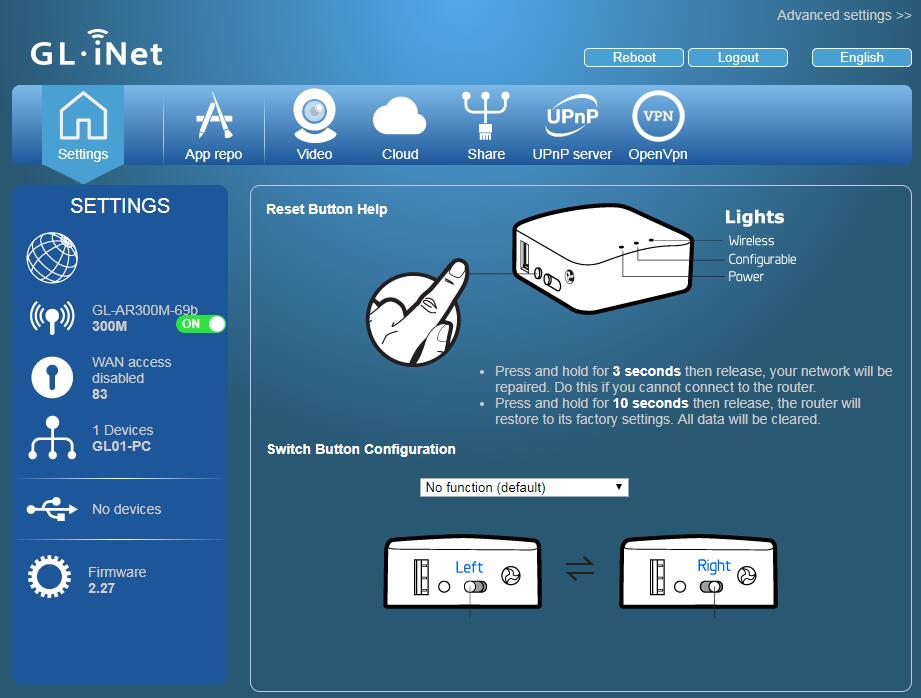 Advanced settings >>
GL·iNet
Reboot
Logout
English
Settings
App repo
Video
Cloud
Share
UPnP
UPnP server
VPN
OpenVpn
SETTINGS
GL-AR300M-69b
300M
ON
WAN access
disabled
83
1 Devices
GL01-PC
No devices
Firmware
2.27
Reset Button Help
Lights
Wireless
Configurable
Power
• Press and hold for 3 seconds then release, your network will be
repaired. Do this if you cannot connect to the router.
• Press and hold for 10 seconds then release, the router will
restore to its factory settings. All data will be cleared.
Switch Button Configuration
No function (default)
Left
Right